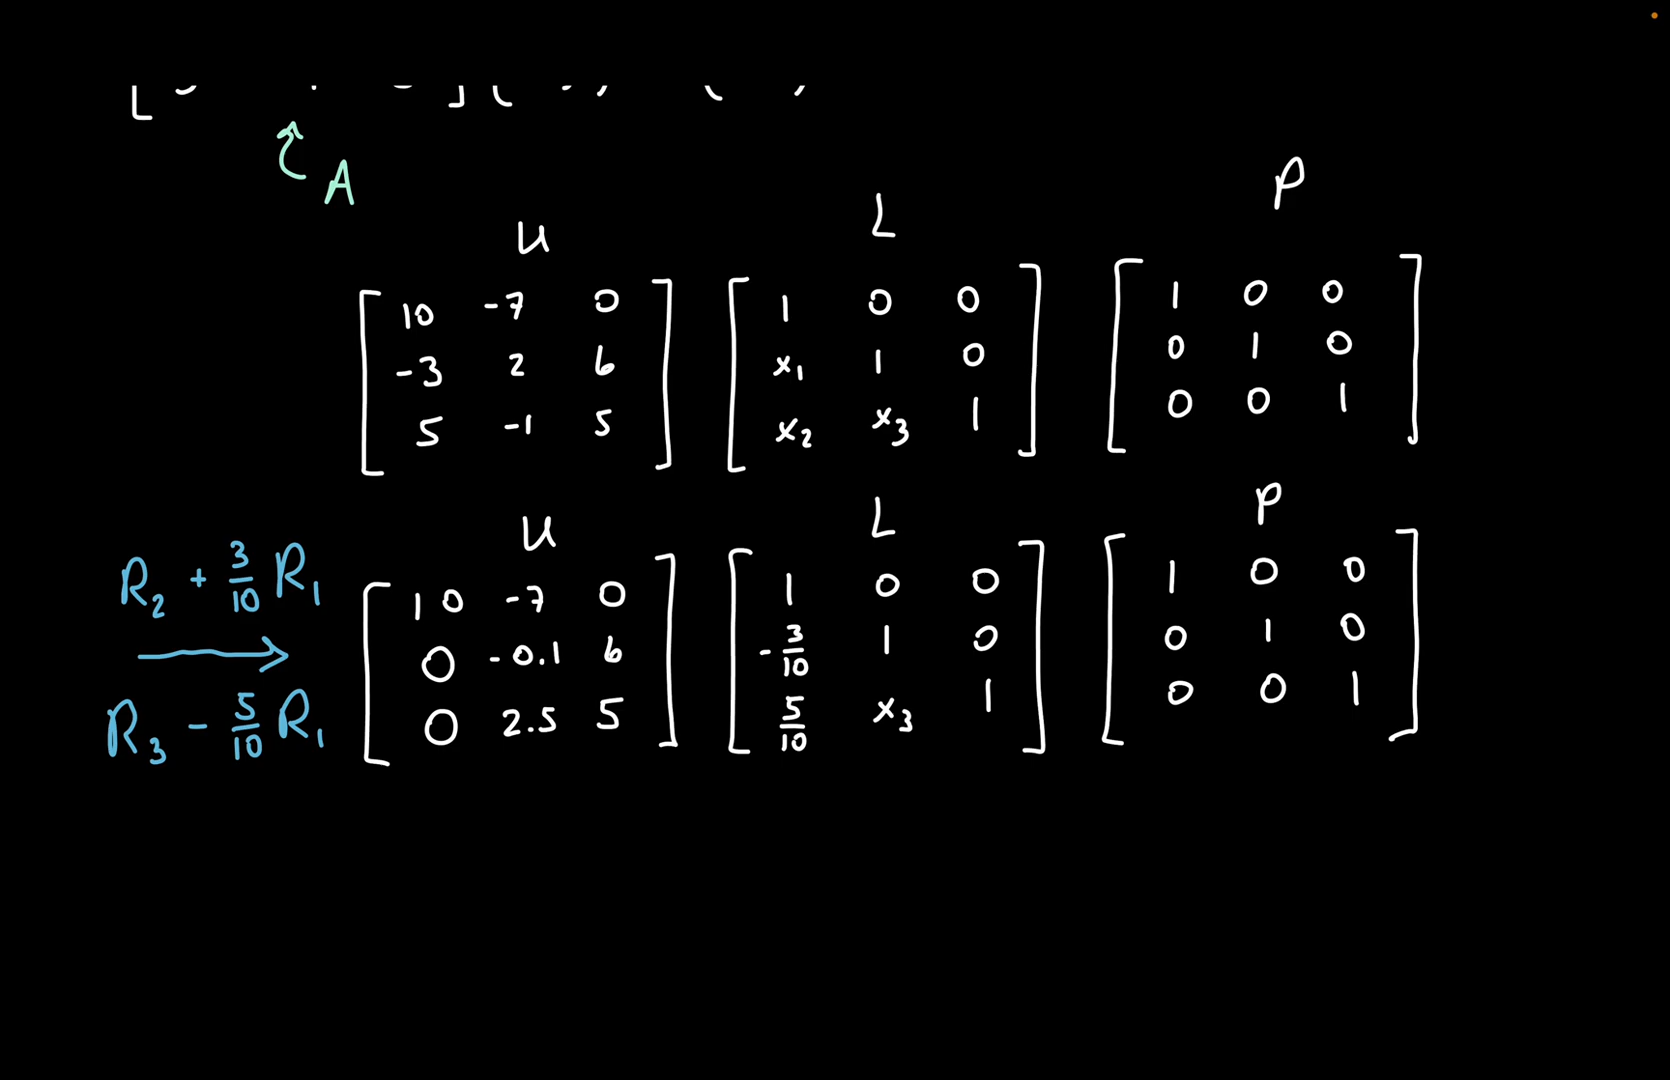 A
U L P
[10 -7 0] [1 0 0] [1 0 0]
[-3 2 6] [x₁ 1 0] [0 1 0]
[5 -1 5] [x₂ x₃ 1] [0 0 1]
U L P
R₂ + 3/10 R₁ [10 -7 0] [1 0 0] [1 0 0]
→ [0 -0.1 6] [-3/10 1 0] [0 1 0]
R₃ - 5/10 R₁ [0 2.5 5] [5/10 x₃ 1] [0 0 1]